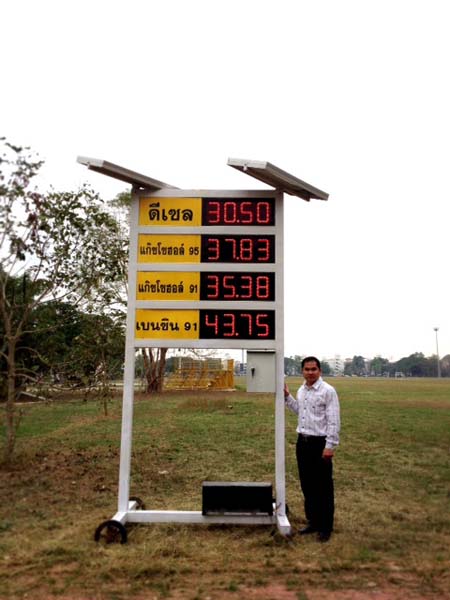 ดีเซล 30.50
แก๊ซโซฮอล์ 95 37.83
แก๊ซโซฮอล์ 91 35.38
เบนซิน 91 43.75